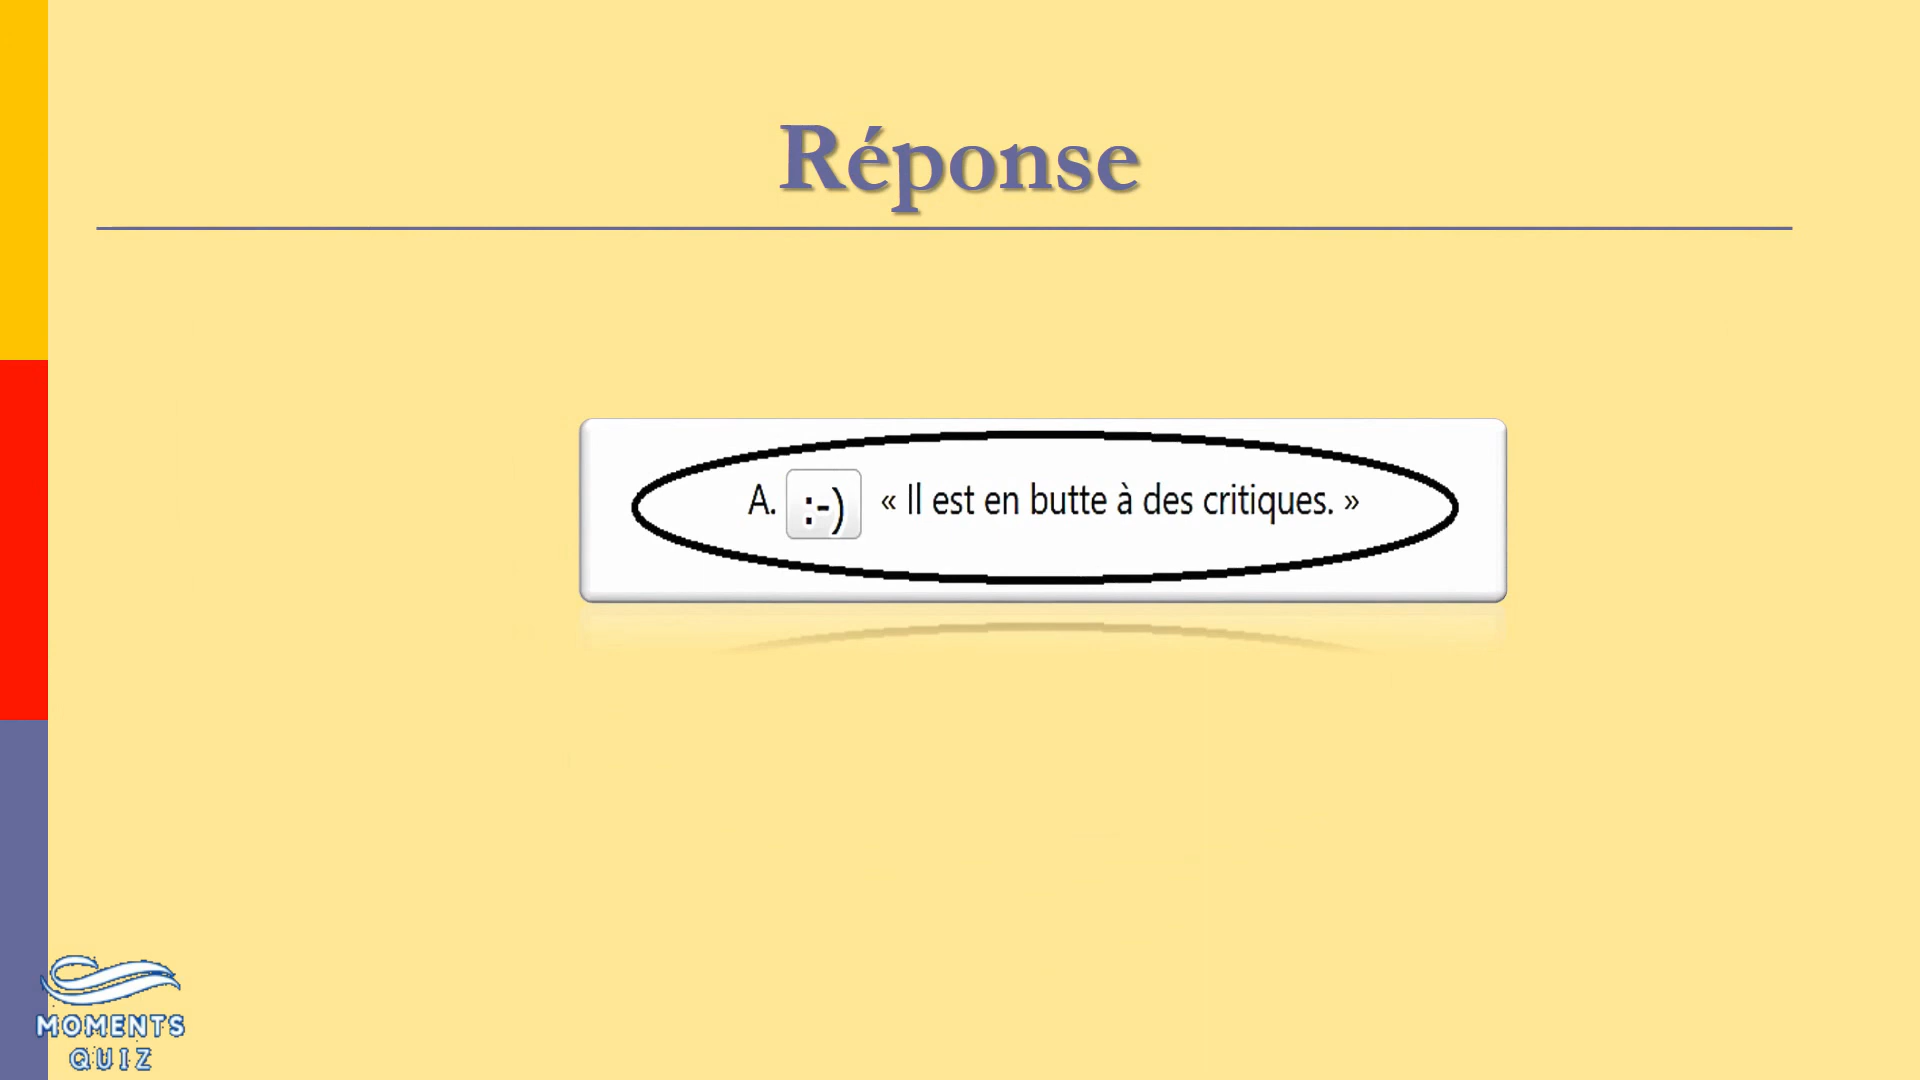 Réponse
A. :-) « Il est en butte à des critiques. »
MOMENTS
QUIZ